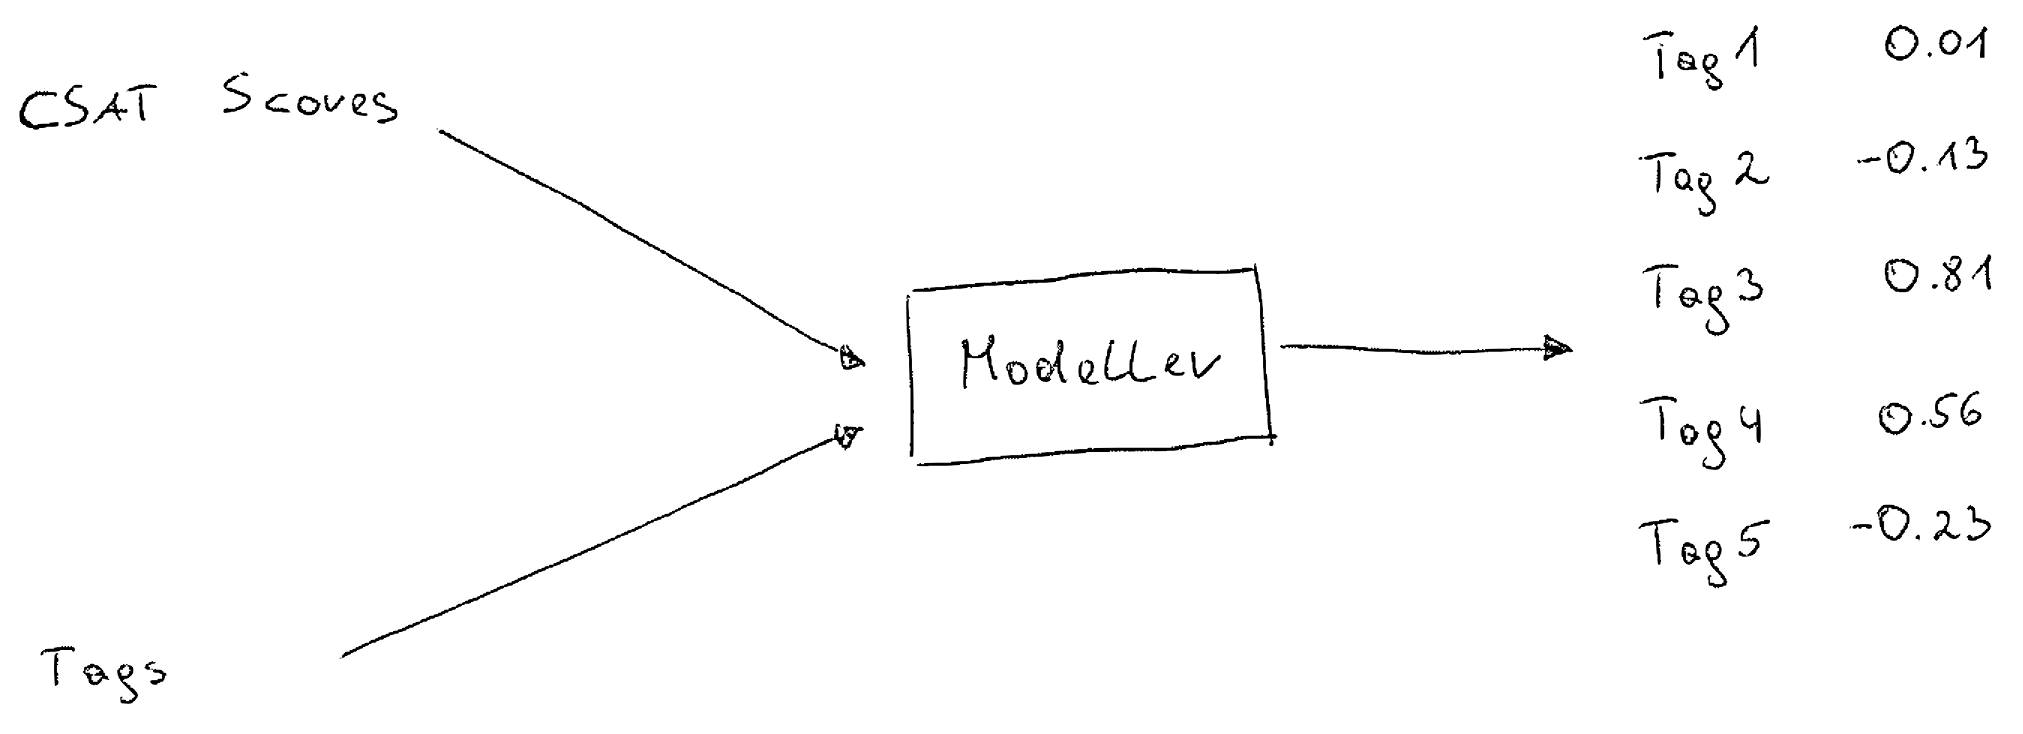 CSAT Scores
Tags
Modeller
Tag 1 0.01
Tag 2 -0.13
Tag 3 0.81
Tag 4 0.56
Tag 5 -0.23